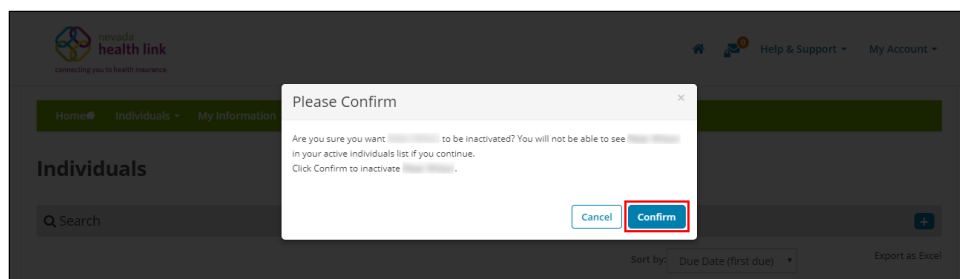 nevada
health link
connecting you to health insurance
0
Help & Support
My Account
Home
Individuals
My Information
Please Confirm
×
Are you sure you want to be inactivated? You will not be able to see
in your active individuals list if you continue.
Click Confirm to inactivate .
Cancel
Confirm
Individuals
Search
+
Sort by:
Due Date (first due)
Export as Excel